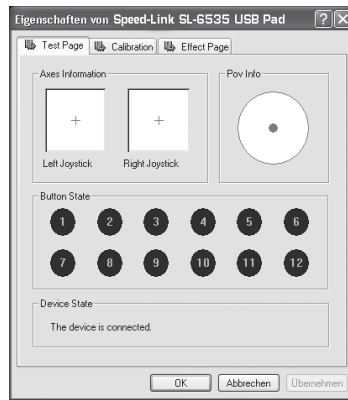 Eigenschaften von Speed-Link SL-6535 USB Pad
Test Page Calibration Effect Page
Axes Information Pov Info
Left Joystick Right Joystick
Button State
1 2 3 4 5 6
7 8 9 10 11 12
Device State
The device is connected.
OK Abbrechen Übernehmen